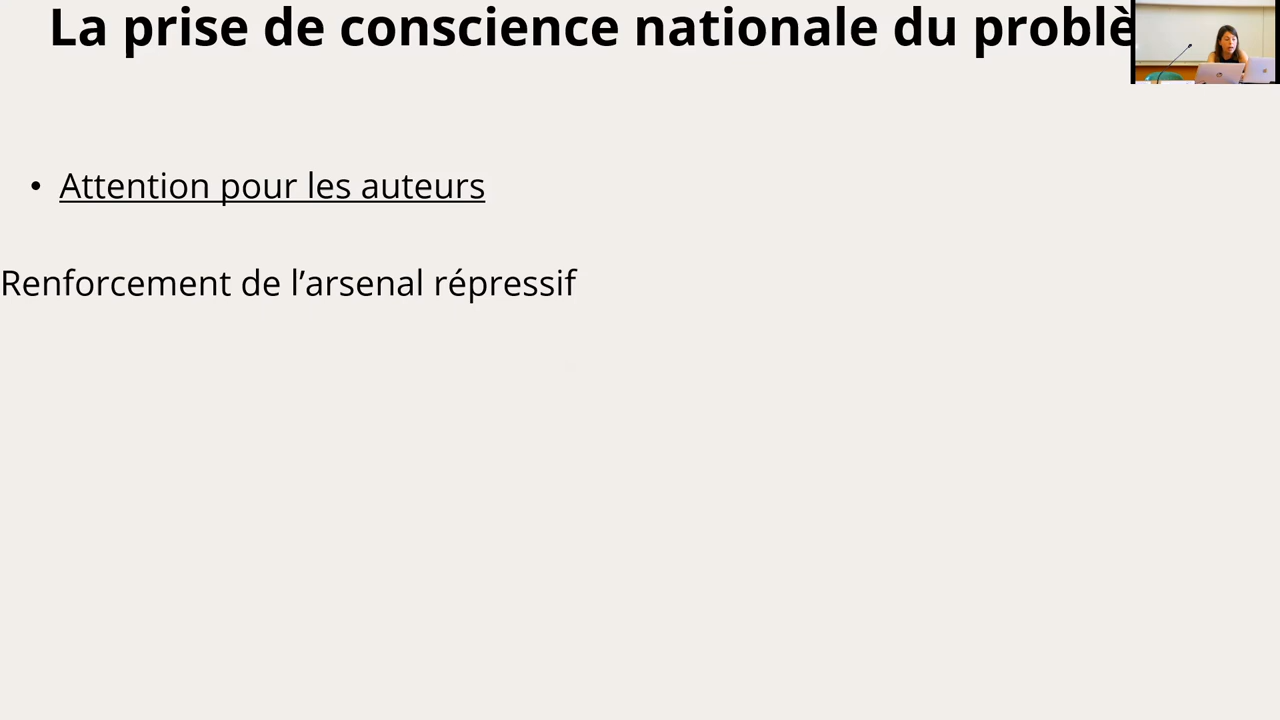 La prise de conscience nationale du problè
• Attention pour les auteurs
Renforcement de l’arsenal répressif